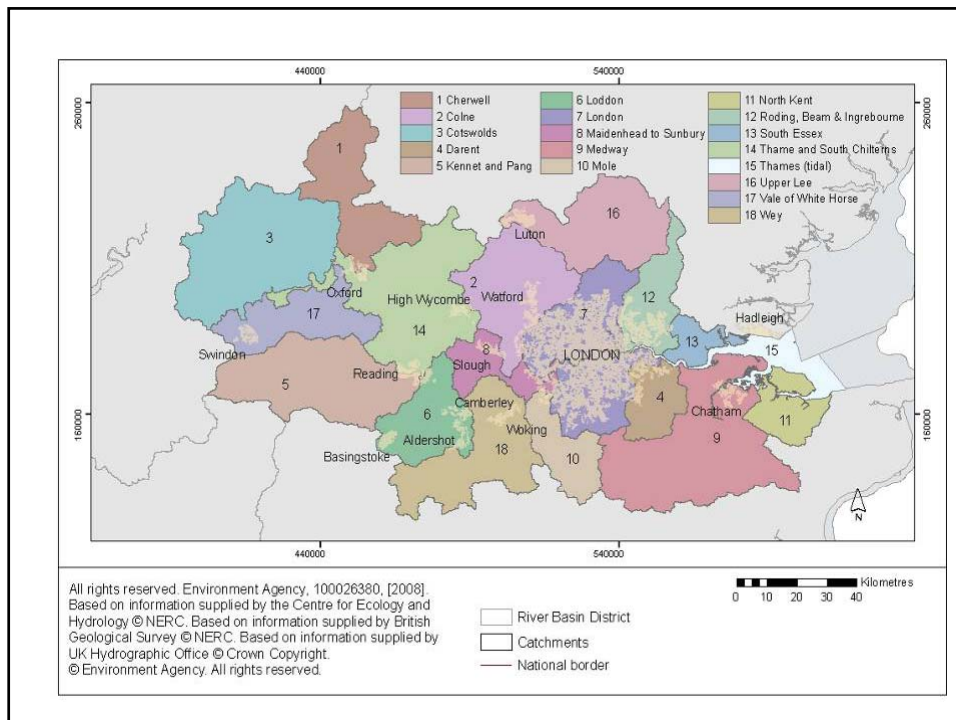 440000
540000
260000
260000
1 Cherwell
2 Colne
3 Cotswolds
4 Darent
5 Kennet and Pang
6 Loddon
7 London
8 Maidenhead to Sunbury
9 Medway
10 Mole
11 North Kent
12 Roding, Beam & Ingrebourne
13 South Essex
14 Thame and South Chilterns
15 Thames (tidal)
16 Upper Lee
17 Vale of White Horse
18 Wey
1
16
Luton
3
2
Oxford
High Wycombe
Watford
7
12
Hadleigh
17
14
Swindon
8
LONDON
13
15
Slough
Reading
5
Camberley
4
Chatham
6
Woking
11
160000
160000
Aldershot
Basingstoke
18
10
9
N
440000
540000
All rights reserved. Environment Agency, 100026380, [2008].
Based on information supplied by the Centre for Ecology and
Hydrology © NERC. Based on information supplied by British
Geological Survey © NERC. Based on information supplied by
UK Hydrographic Office © Crown Copyright.
© Environment Agency. All rights reserved.
River Basin District
Catchments
National border
Kilometres
0 10 20 30 40